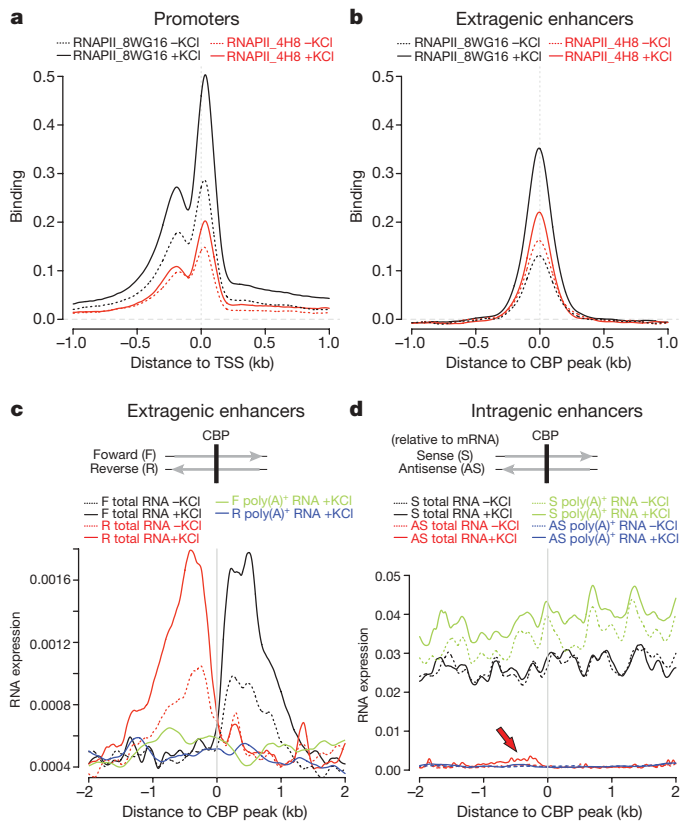 a Promoters
RNAPII_8WG16 −KCl RNAPII_4H8 −KCl
RNAPII_8WG16 +KCl RNAPII_4H8 +KCl
0.5
0.4
0.3
0.2
0.1
0.0
Binding
−1.0 −0.5 0.0 0.5 1.0
Distance to TSS (kb)
b Extragenic enhancers
RNAPII_8WG16 −KCl RNAPII_4H8 −KCl
RNAPII_8WG16 +KCl RNAPII_4H8 +KCl
0.5
0.4
0.3
0.2
0.1
0.0
Binding
−1.0 −0.5 0.0 0.5 1.0
Distance to CBP peak (kb)
c Extragenic enhancers
CBP
Foward (F)
Reverse (R)
F total RNA −KCl F poly(A)+ RNA +KCl
F total RNA +KCl R poly(A)+ RNA +KCl
R total RNA −KCl
R total RNA+KCl
0.0016
0.0012
0.0008
0.0004
RNA expression
−2 −1 0 1 2
Distance to CBP peak (kb)
d Intragenic enhancers
(relative to mRNA) CBP
Sense (S)
Antisense (AS)
S total RNA −KCl S poly(A)+ RNA −KCl
S total RNA +KCl S poly(A)+ RNA +KCl
AS total RNA −KCl AS poly(A)+ RNA −KCl
AS total RNA+KCl AS poly(A)+ RNA +KCl
0.05
0.04
0.03
0.02
0.01
0.00
RNA expression
−2 −1 0 1 2
Distance to CBP peak (kb)